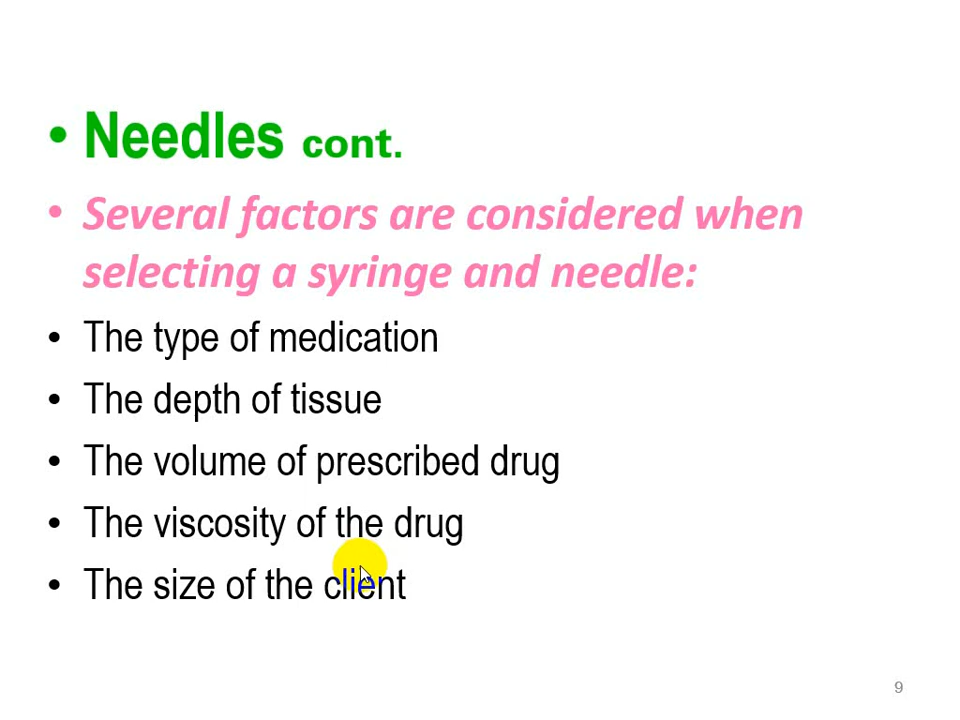 • Needles cont.
• Several factors are considered when
selecting a syringe and needle:
• The type of medication
• The depth of tissue
• The volume of prescribed drug
• The viscosity of the drug
• The size of the client
9